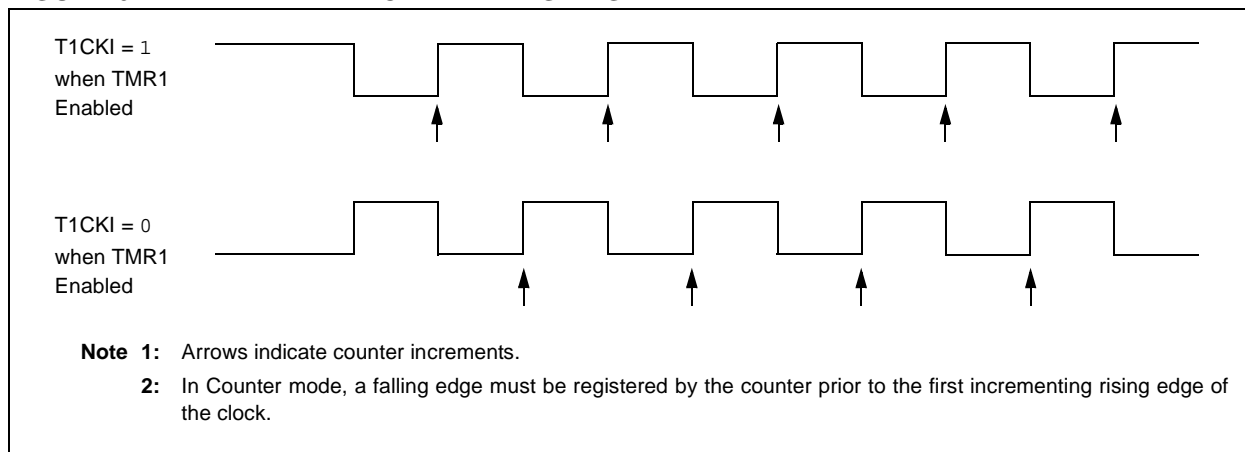 T1CKI = 1
when TMR1
Enabled
T1CKI = 0
when TMR1
Enabled
Note 1: Arrows indicate counter increments.
2: In Counter mode, a falling edge must be registered by the counter prior to the first incrementing rising edge of
the clock.